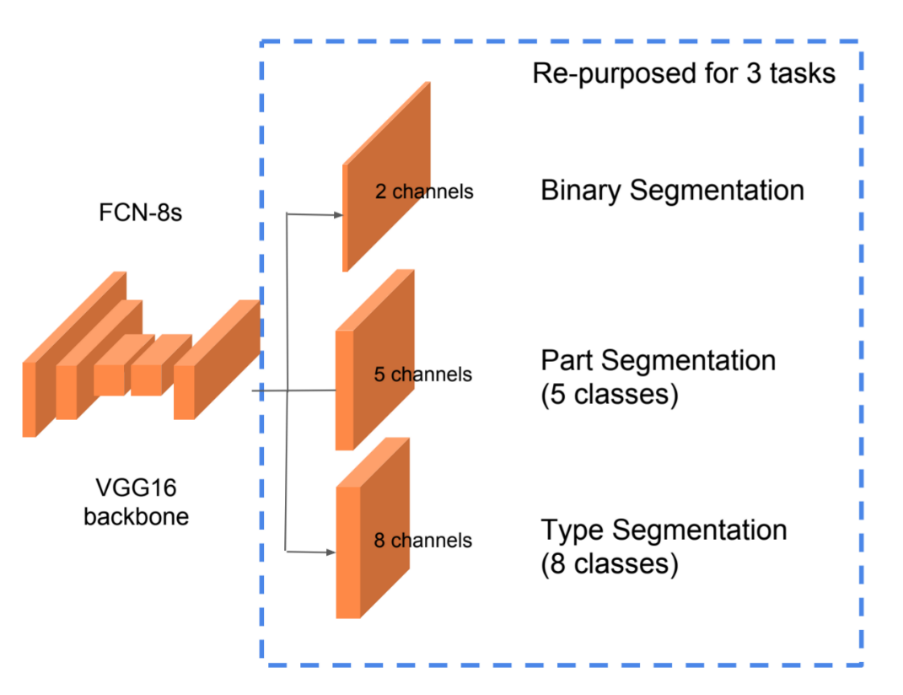 Re-purposed for 3 tasks
2 channels
Binary Segmentation
FCN-8s
5 channels
Part Segmentation
(5 classes)
VGG16
backbone
8 channels
Type Segmentation
(8 classes)